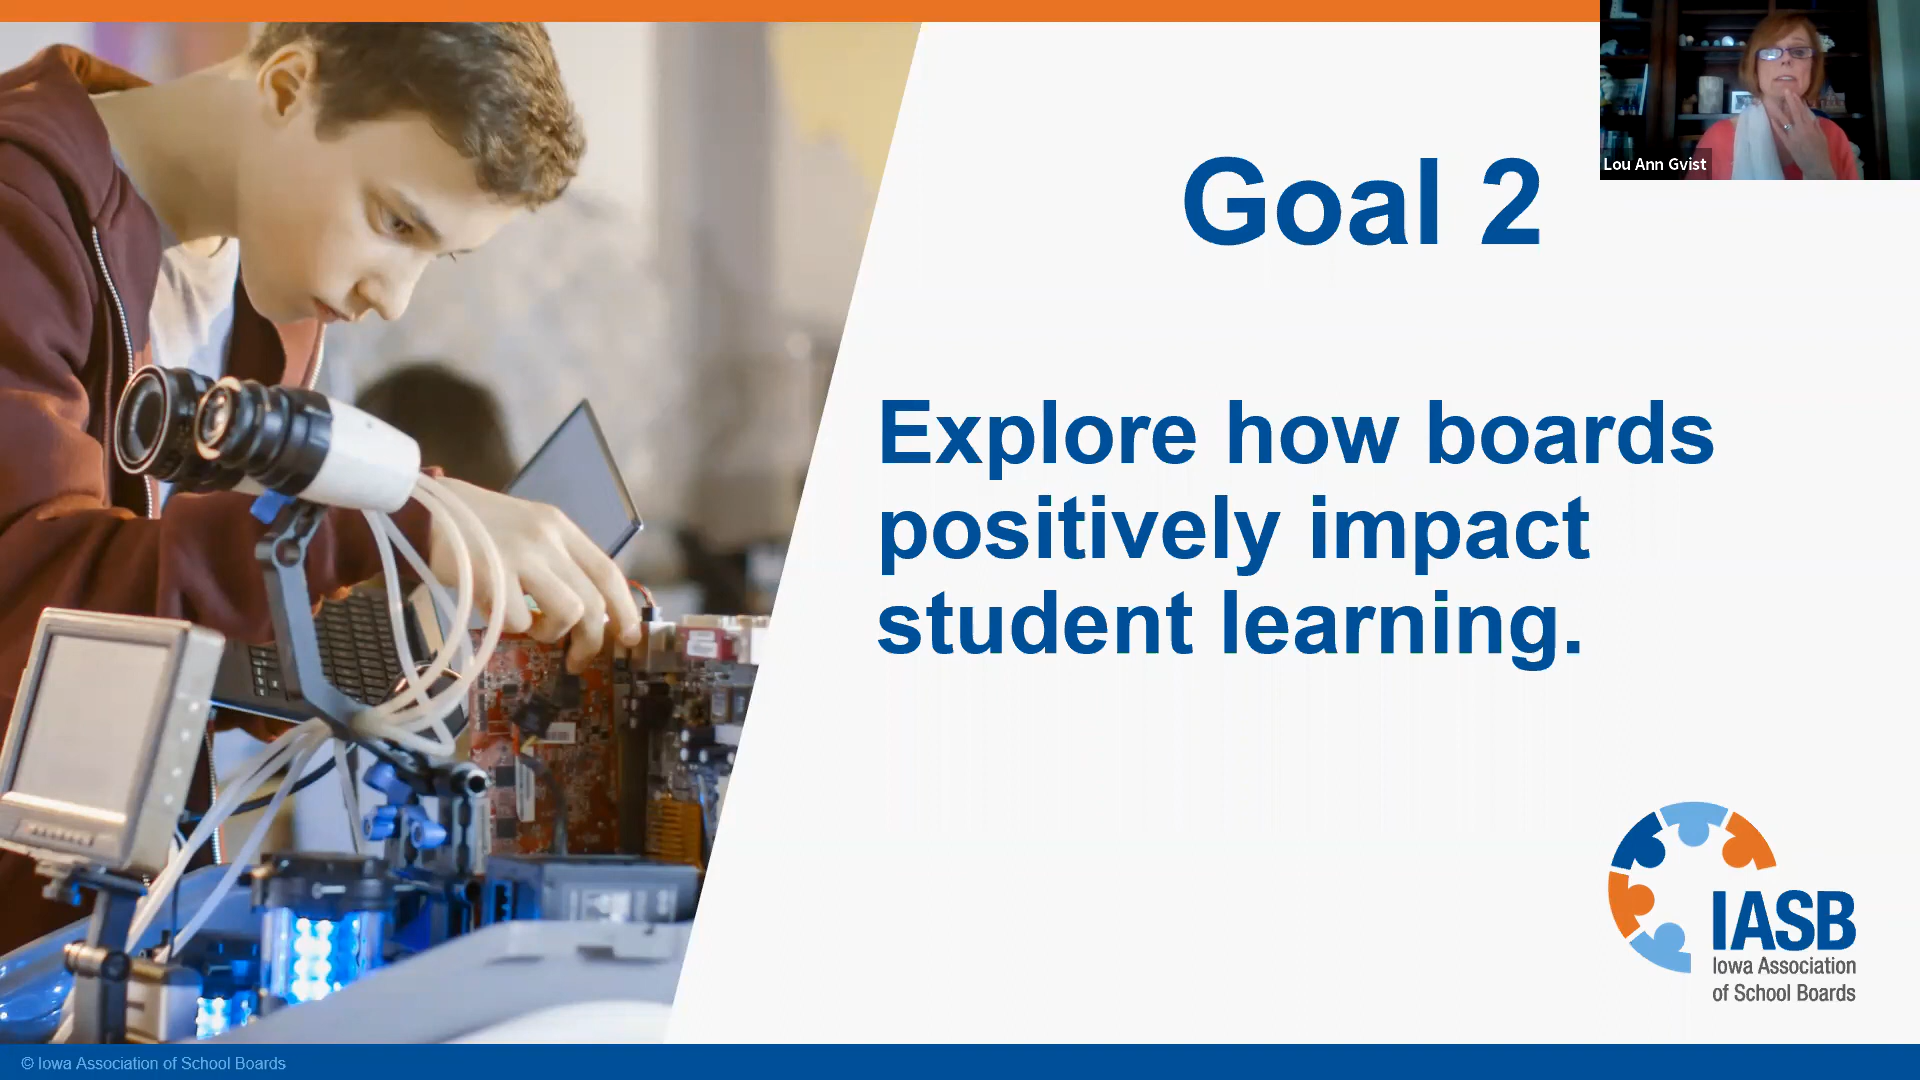 Lou Ann Gvist
Goal 2
Explore how boards
positively impact
student learning.
IASB
Iowa Association
of School Boards
© Iowa Association of School Boards